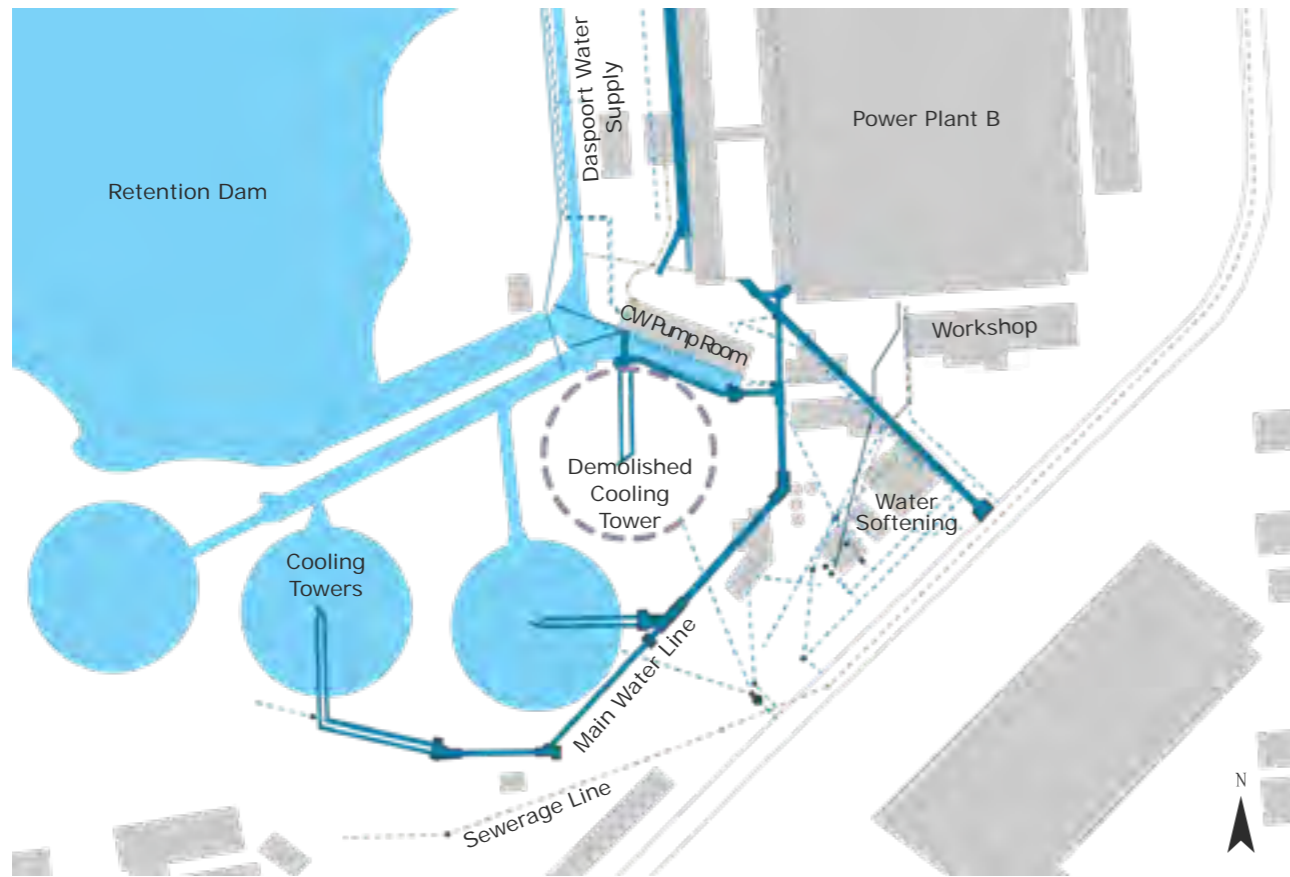 Daspoort Water
Supply
Power Plant B
Retention Dam
CW Pump Room
Workshop
Demolished
Cooling
Tower
Water
Softening
Cooling
Towers
Main Water Line
Sewerage Line
N